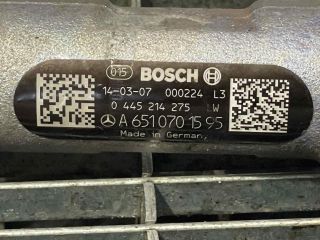 015 BOSCH
14-03-07 000224 L3
0 445 214 275 W
A 651 070 15 95
Made in Germany